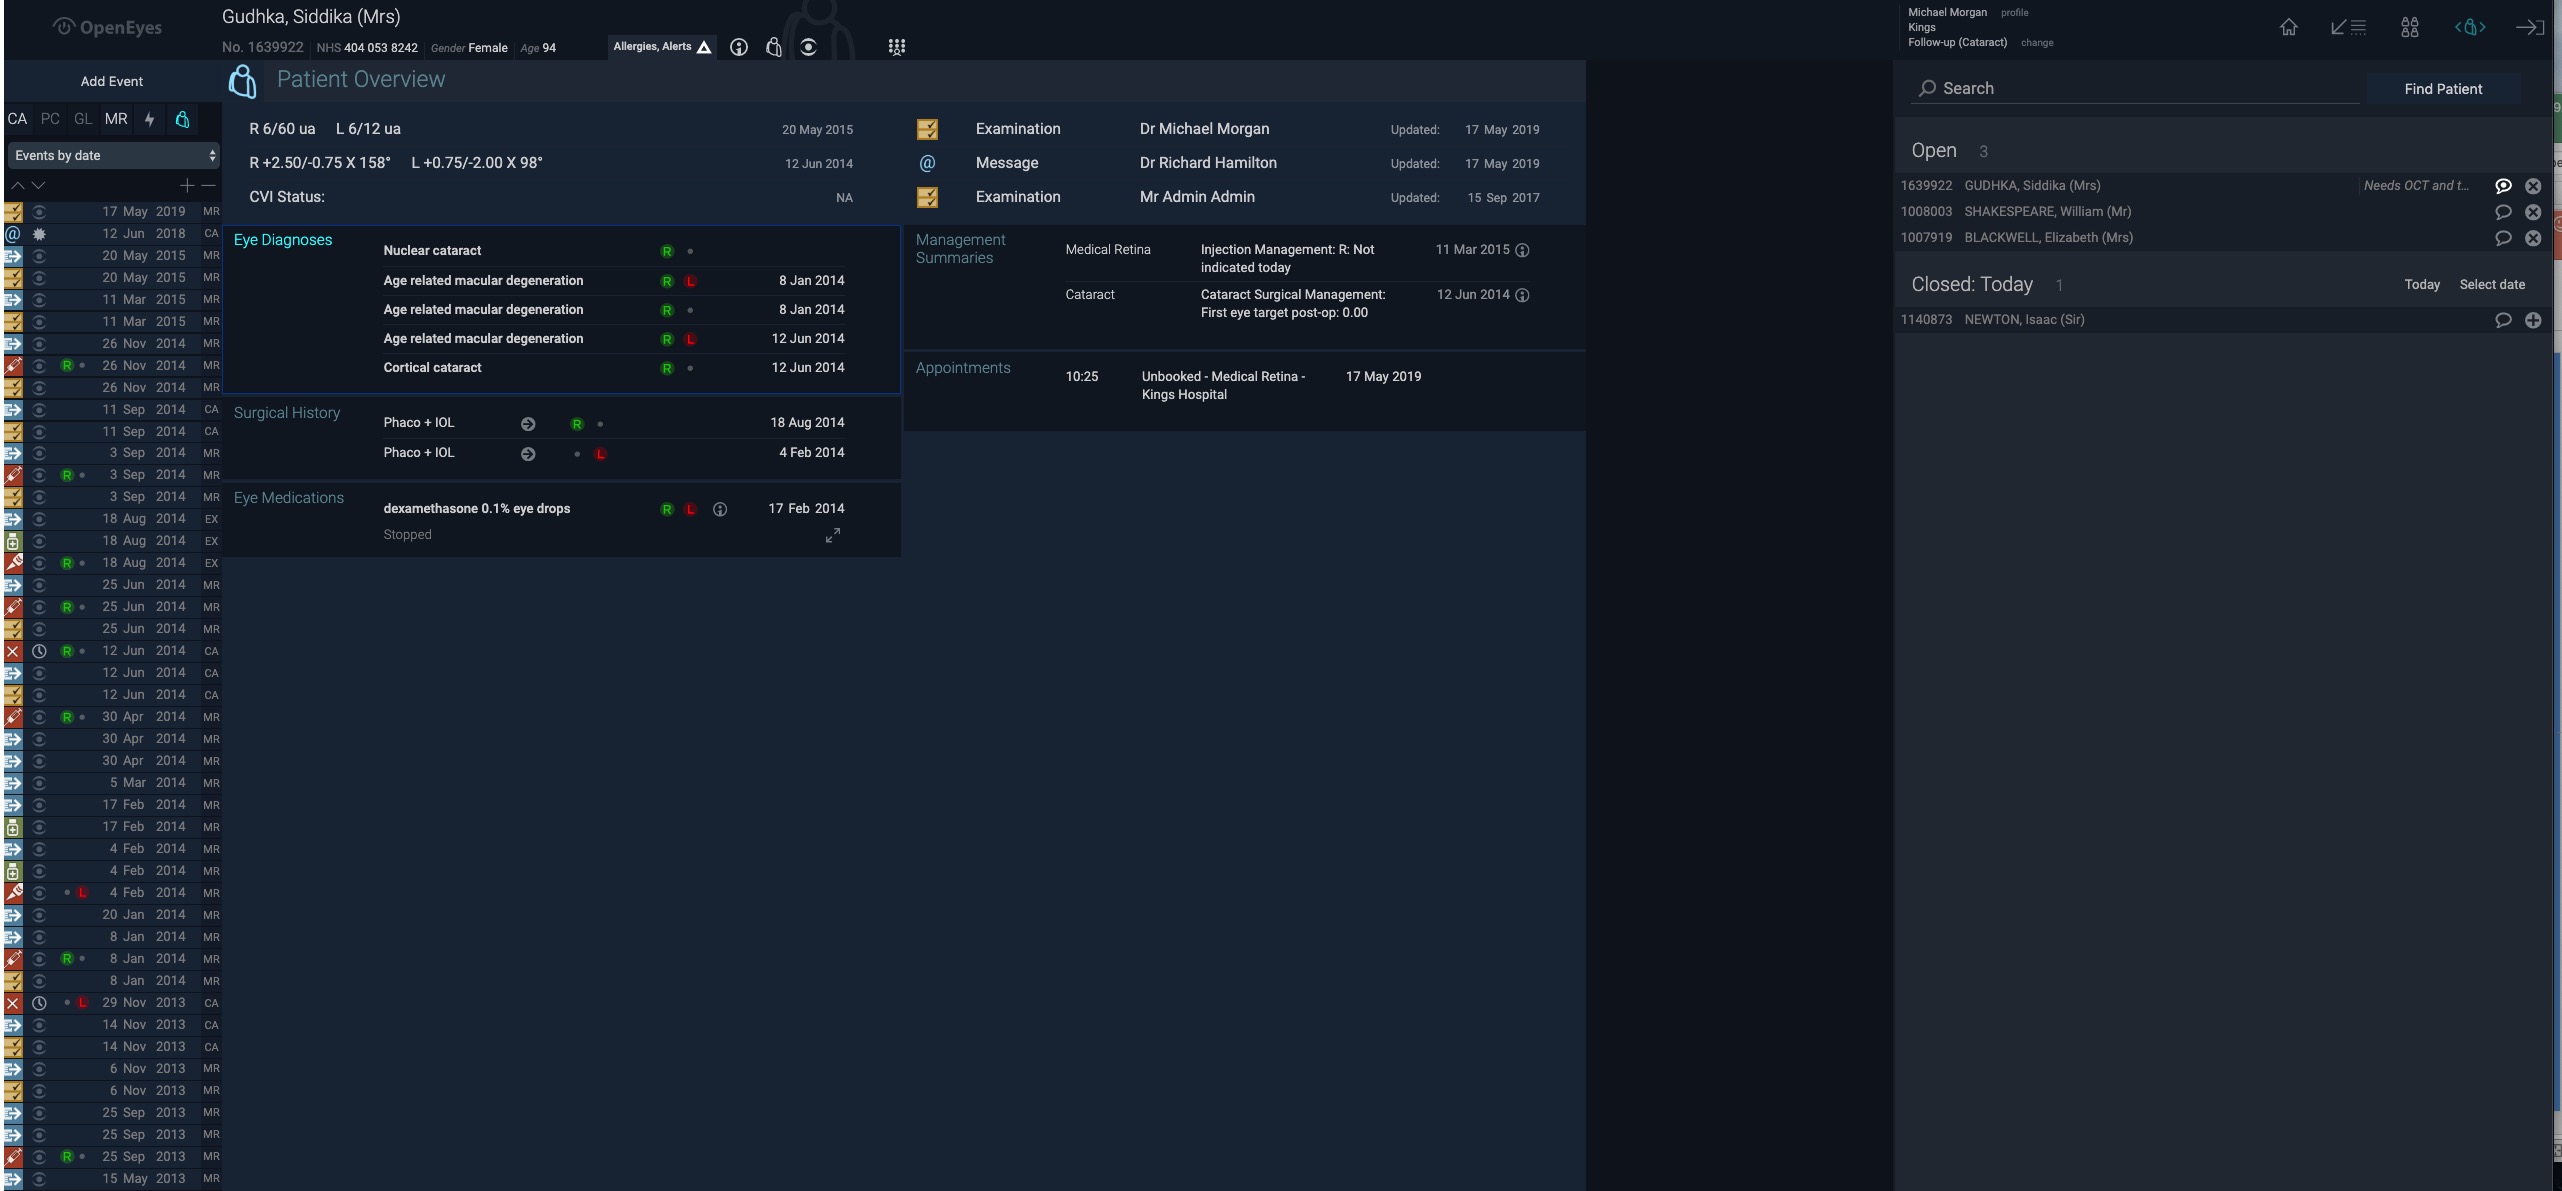 OpenEyes
Gudhka, Siddika (Mrs)
No. 1639922 NHS 404 053 8242 Gender Female Age 94
Allergies, Alerts
Michael Morgan profile
Kings
Follow-up (Cataract) change
Add Event
CA PC GL MR
Events by date
17 May 2019 MR
@ 12 Jun 2018 CA
20 May 2015 MR
20 May 2015 MR
11 Mar 2015 MR
11 Mar 2015 MR
26 Nov 2014 MR
R 26 Nov 2014 MR
26 Nov 2014 MR
11 Sep 2014 CA
11 Sep 2014 CA
3 Sep 2014 MR
R 3 Sep 2014 MR
3 Sep 2014 MR
18 Aug 2014 EX
18 Aug 2014 EX
R 18 Aug 2014 EX
25 Jun 2014 MR
R 25 Jun 2014 MR
25 Jun 2014 MR
R 12 Jun 2014 CA
12 Jun 2014 CA
12 Jun 2014 CA
R 30 Apr 2014 MR
30 Apr 2014 MR
30 Apr 2014 MR
5 Mar 2014 MR
17 Feb 2014 MR
17 Feb 2014 MR
4 Feb 2014 MR
4 Feb 2014 MR
L 4 Feb 2014 MR
20 Jan 2014 MR
8 Jan 2014 MR
R 8 Jan 2014 MR
8 Jan 2014 MR
L 29 Nov 2013 CA
14 Nov 2013 CA
14 Nov 2013 CA
6 Nov 2013 MR
6 Nov 2013 MR
25 Sep 2013 MR
25 Sep 2013 MR
R 25 Sep 2013 MR
15 May 2013 MR
Patient Overview
R 6/60 ua L 6/12 ua 20 May 2015
R +2.50/-0.75 X 158° L +0.75/-2.00 X 98° 12 Jun 2014
CVI Status: NA
Examination Dr Michael Morgan Updated: 17 May 2019
@ Message Dr Richard Hamilton Updated: 17 May 2019
Examination Mr Admin Admin Updated: 15 Sep 2017
Eye Diagnoses
Nuclear cataract R
Age related macular degeneration R L 8 Jan 2014
Age related macular degeneration R 8 Jan 2014
Age related macular degeneration R L 12 Jun 2014
Cortical cataract R 12 Jun 2014
Surgical History
Phaco + IOL R 18 Aug 2014
Phaco + IOL L 4 Feb 2014
Eye Medications
dexamethasone 0.1% eye drops R L 17 Feb 2014
Stopped
Management
Summaries
Medical Retina Injection Management: R: Not 11 Mar 2015
indicated today
Cataract Cataract Surgical Management: 12 Jun 2014
First eye target post-op: 0.00
Appointments
10:25 Unbooked - Medical Retina - 17 May 2019
Kings Hospital
Search Find Patient
Open 3
1639922 GUDHKA, Siddika (Mrs) Needs OCT and t...
1008003 SHAKESPEARE, William (Mr)
1007919 BLACKWELL, Elizabeth (Mrs)
Closed: Today 1 Today Select date
1140873 NEWTON, Isaac (Sir)